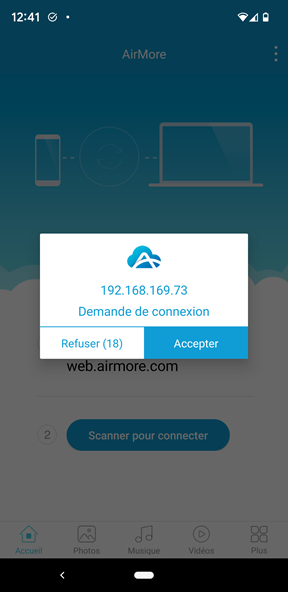 12:41
AirMore
192.168.169.73
Demande de connexion
Refuser (18)
Accepter
web.airmore.com
2
Scanner pour connecter
Accueil
Photos
Musique
Vidéos
Plus